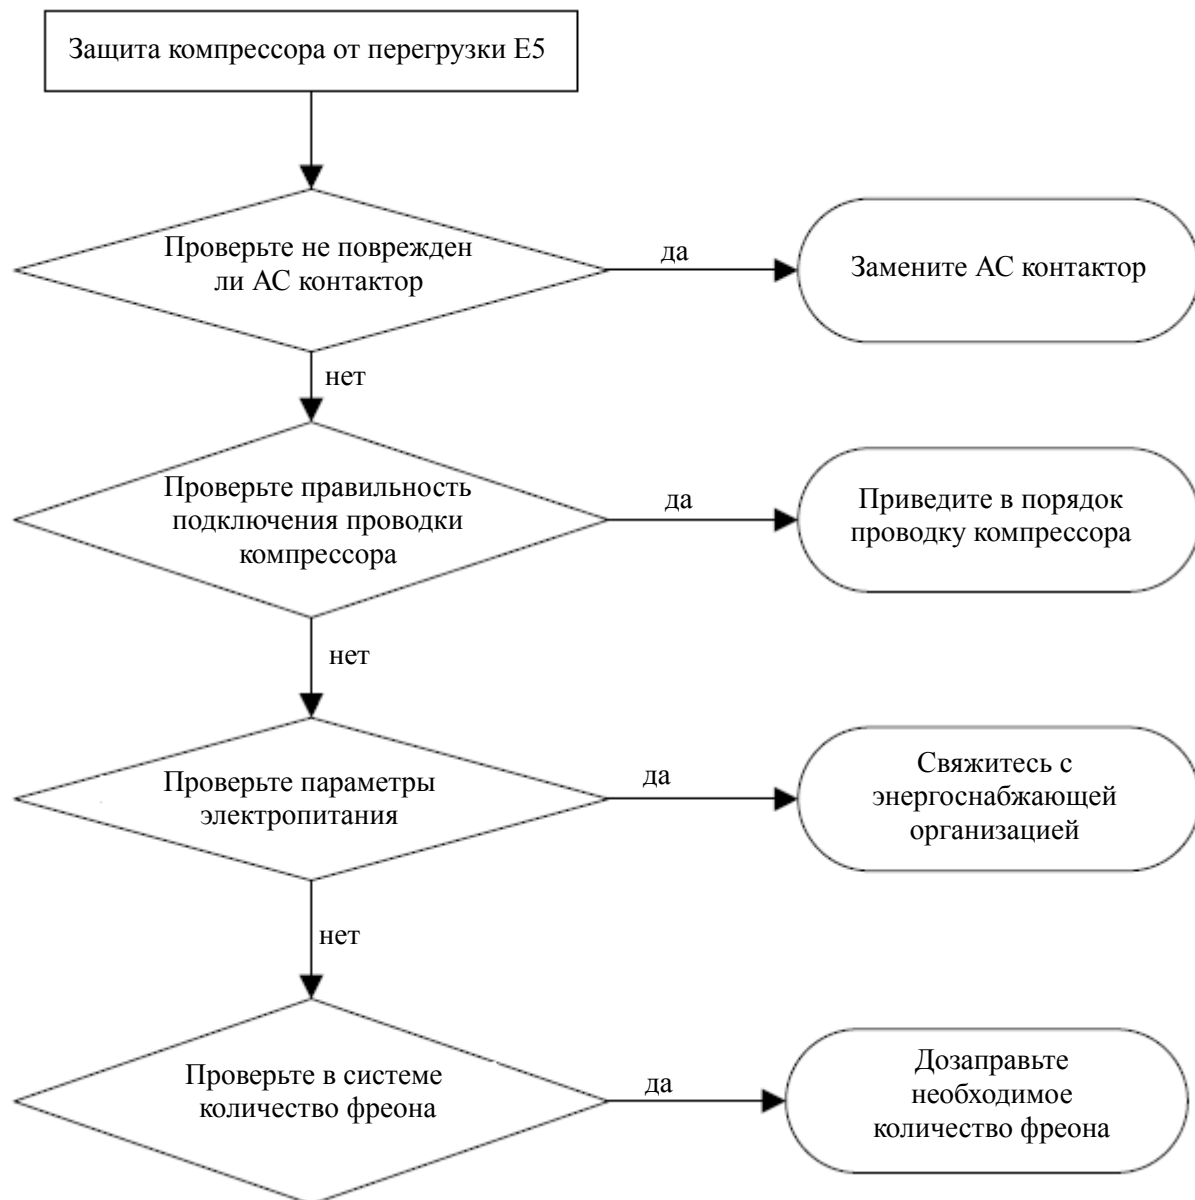 Защита компрессора от перегрузки E5
Проверьте не поврежден
ли АС контактор
да
Замените АС контактор
нет
Проверьте правильность
подключения проводки
компрессора
да
Приведите в порядок
проводку компрессора
нет
Проверьте параметры
электропитания
да
Свяжитесь с
энергоснабжающей
организацией
нет
Проверьте в системе
количество фреона
да
Дозаправьте
необходимое
количество фреона